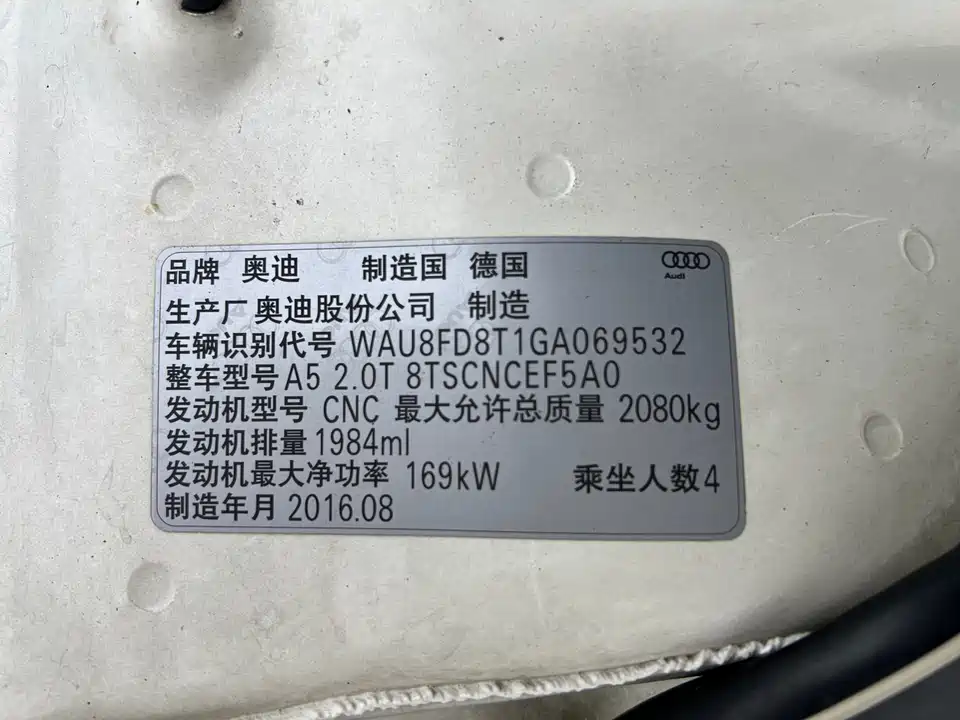 品牌 奥迪 制造国 德国
Audi
生产厂 奥迪股份公司 制造
车辆识别代号 WAU8FD8T1GA069532
整车型号 A5 2.0T 8TSCNCEF5A0
发动机型号 CNC 最大允许总质量 2080kg
发动机排量 1984ml
发动机最大净功率 169kW 乘坐人数4
制造年月 2016.08